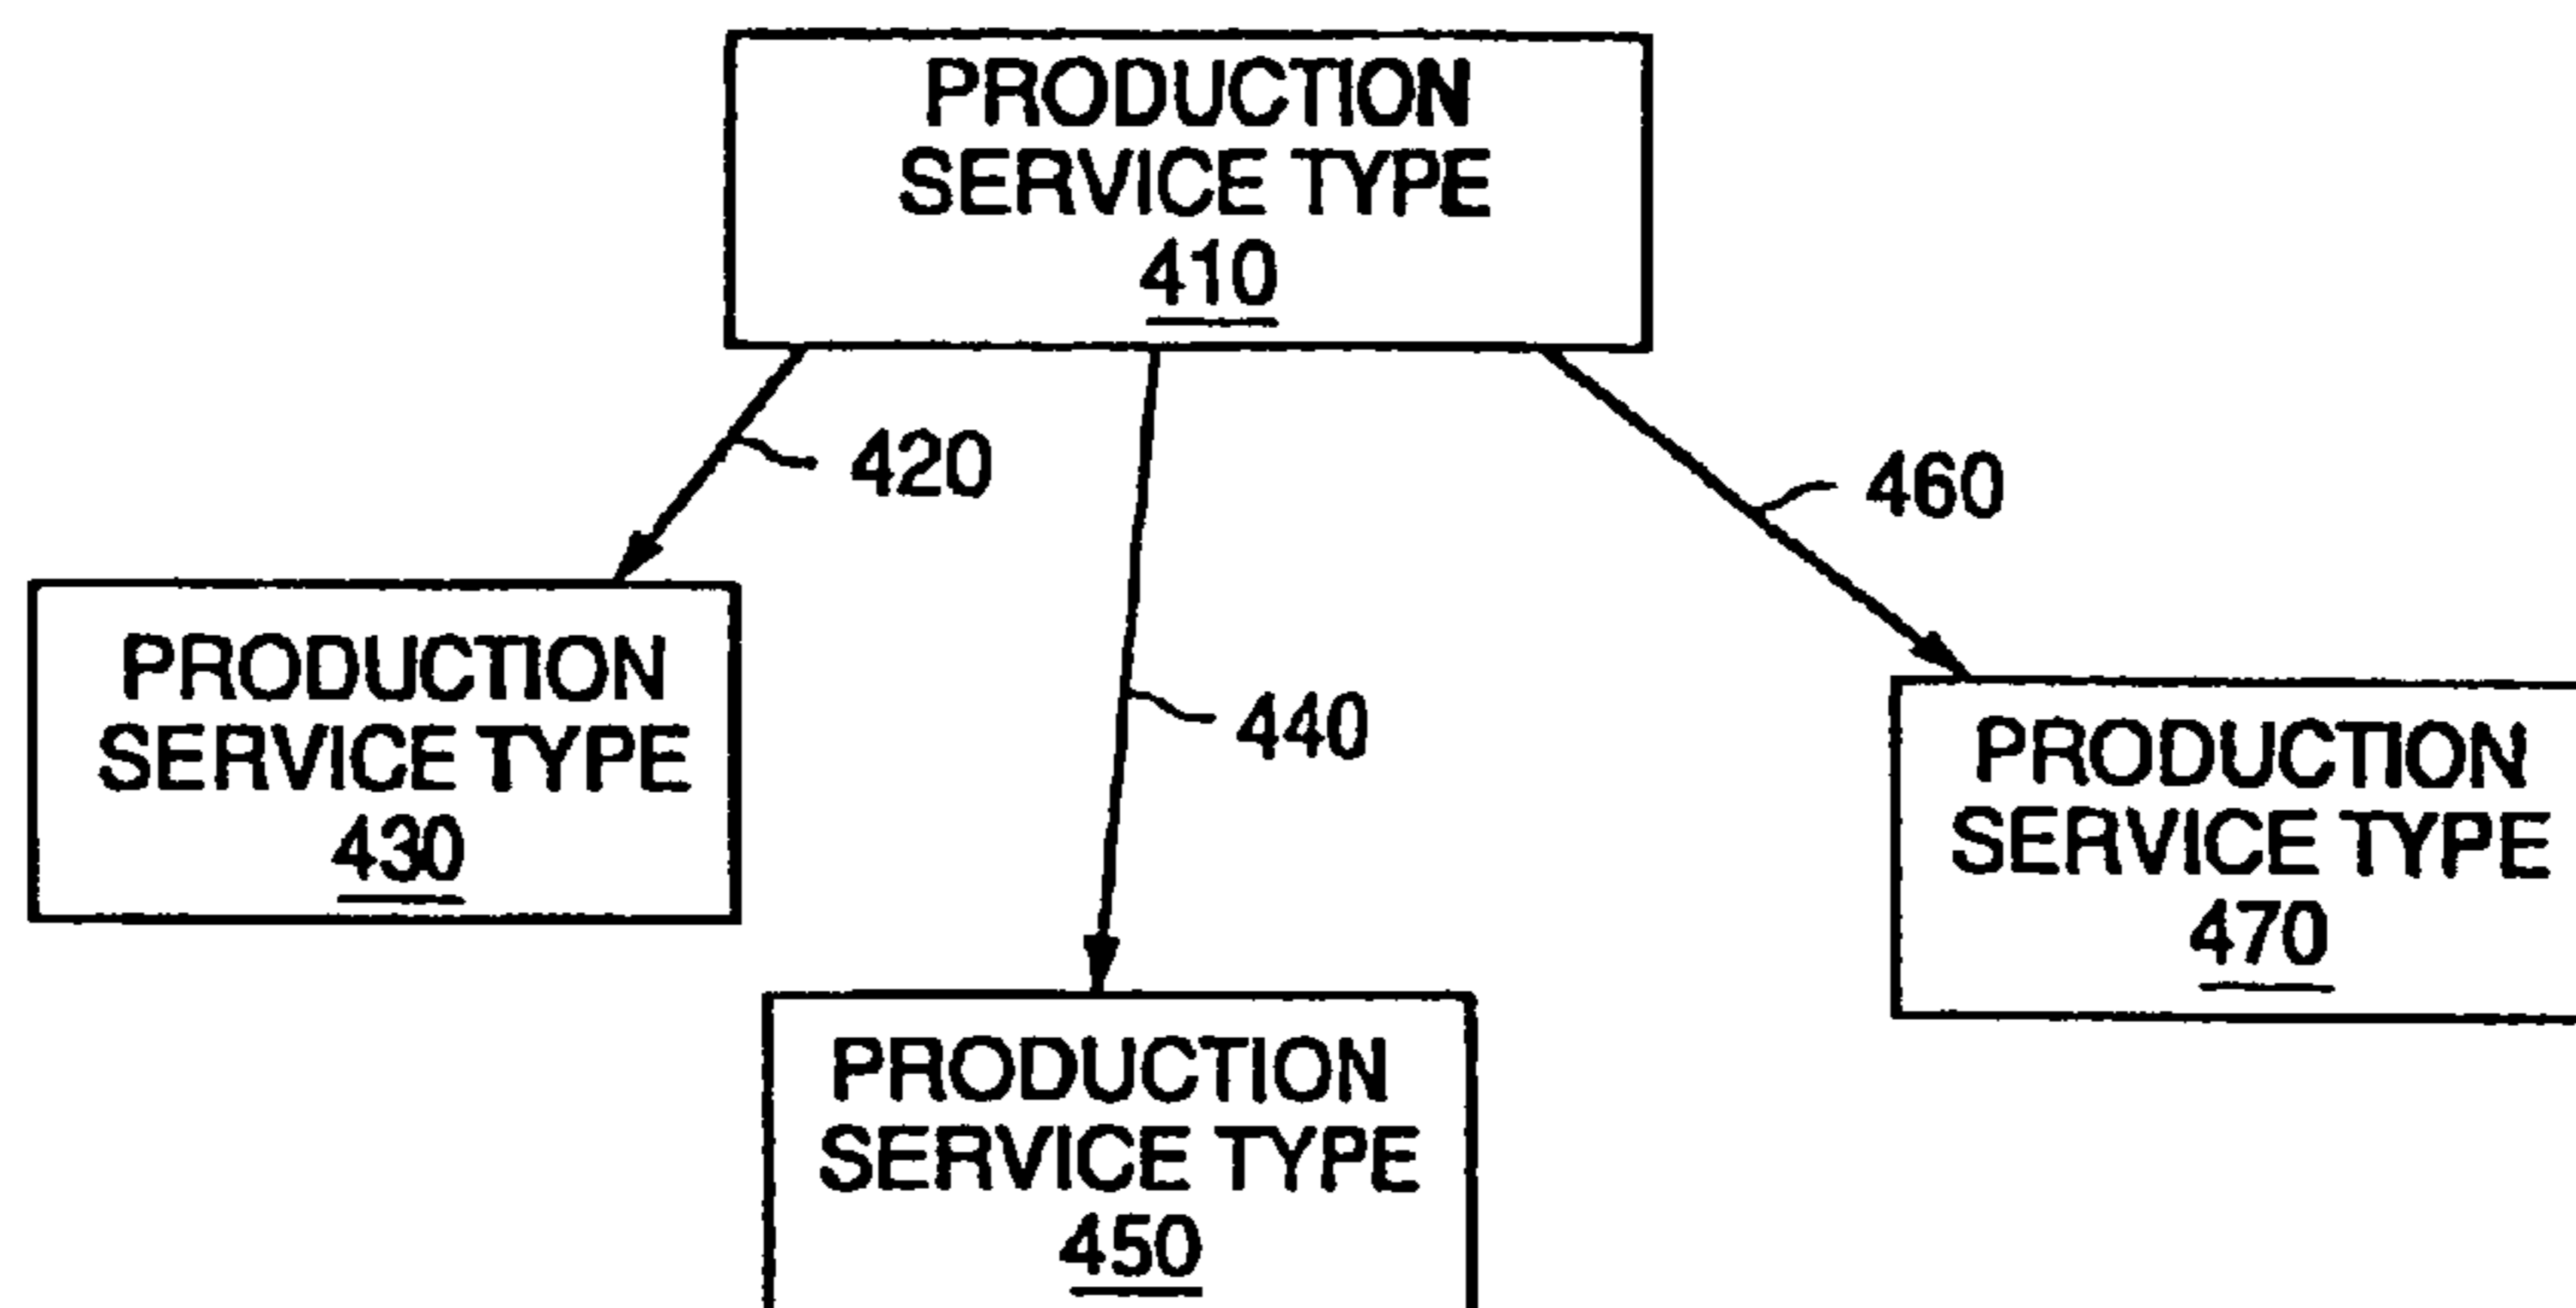 PRODUCTION
SERVICE TYPE
410
420
460
440
PRODUCTION
SERVICE TYPE
430
PRODUCTION
SERVICE TYPE
470
PRODUCTION
SERVICE TYPE
450